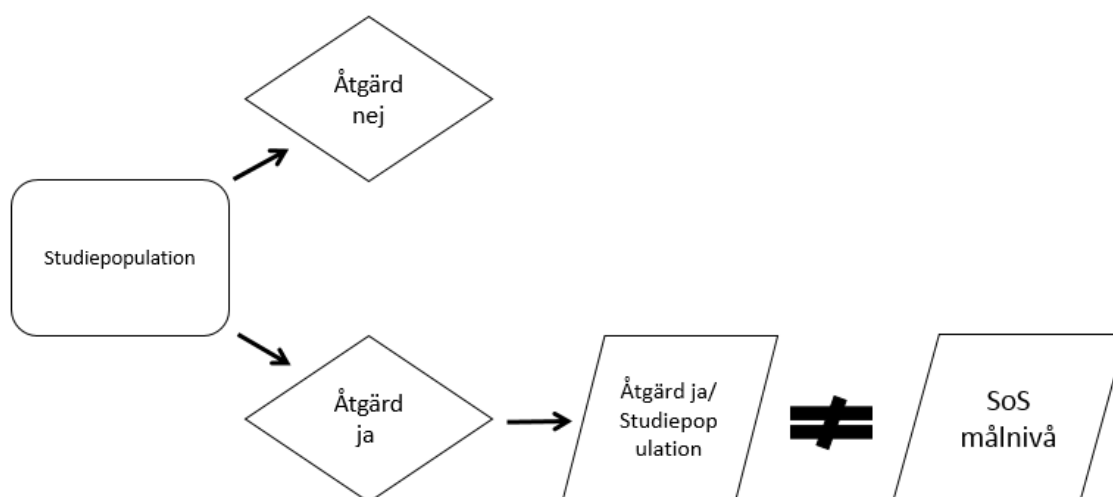 Åtgärd
nej
Studiepopulation
Åtgärd
ja
Åtgärd ja/
Studiepop
ulation
≠
SoS
målnivå